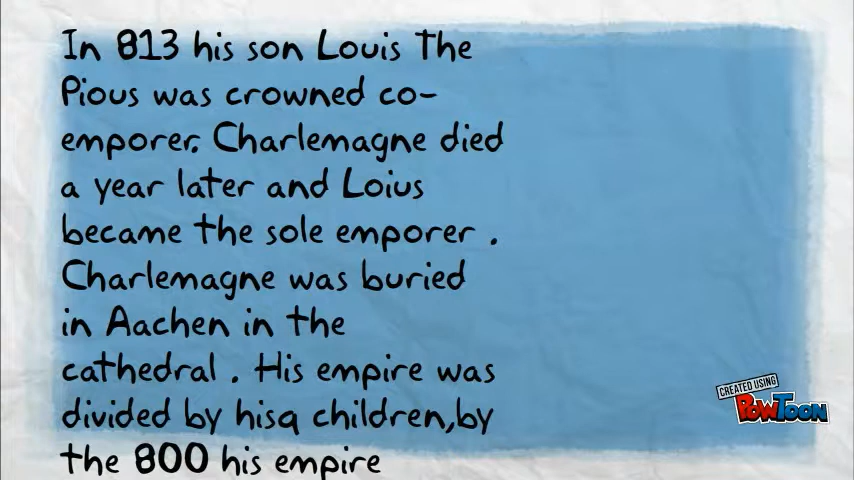 In 813 his son Louis the
Pious was crowned co-
emporer. Charlemagne died
a year later and Loius
became the sole emporer .
Charlemagne was buried
in Aachen in the
cathedral . His empire was
divided by hisq children,by
the 800 his empire
CREATED USING
POWTOON